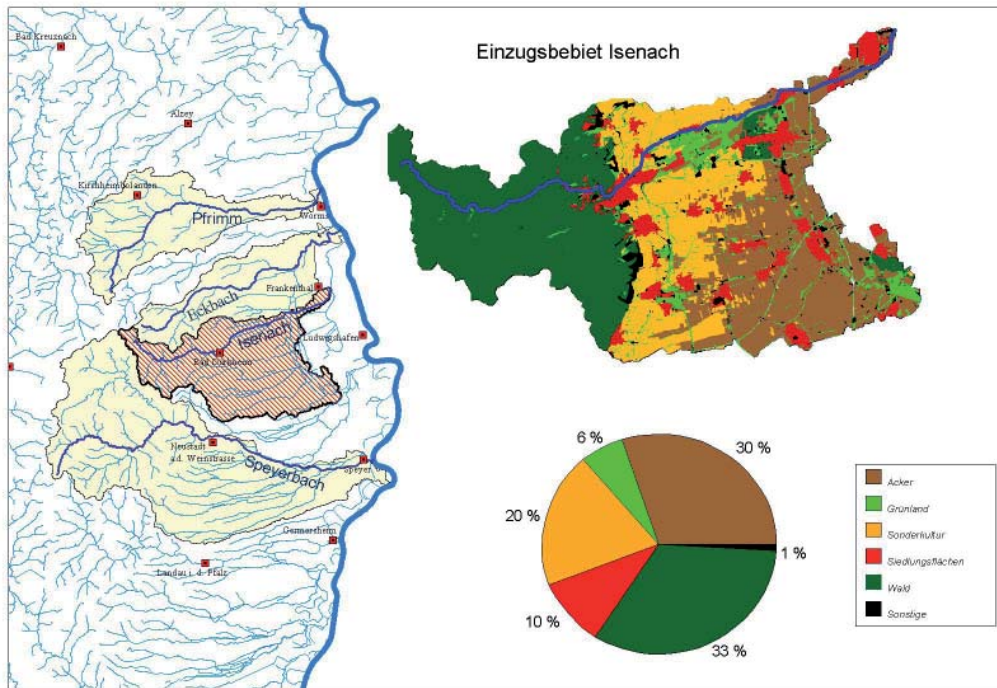 Einzugsbebiet Isenach
Bad Kreuznach
Alzey
Kirchheimbolanden
Pfrimm
Worms
Eckbach
Frankenthal
Isenach
Ludwigshafen
Bad Dürkheim
Neustadt
a.d. Weinstrasse
Speyerbach
Speyer
Germersheim
Landau i. d. Pfalz
6 %
30 %
20 %
1 %
10 %
33 %
Acker
Grünland
Sonderkultur
Siedlungsflächen
Wald
Sonstige